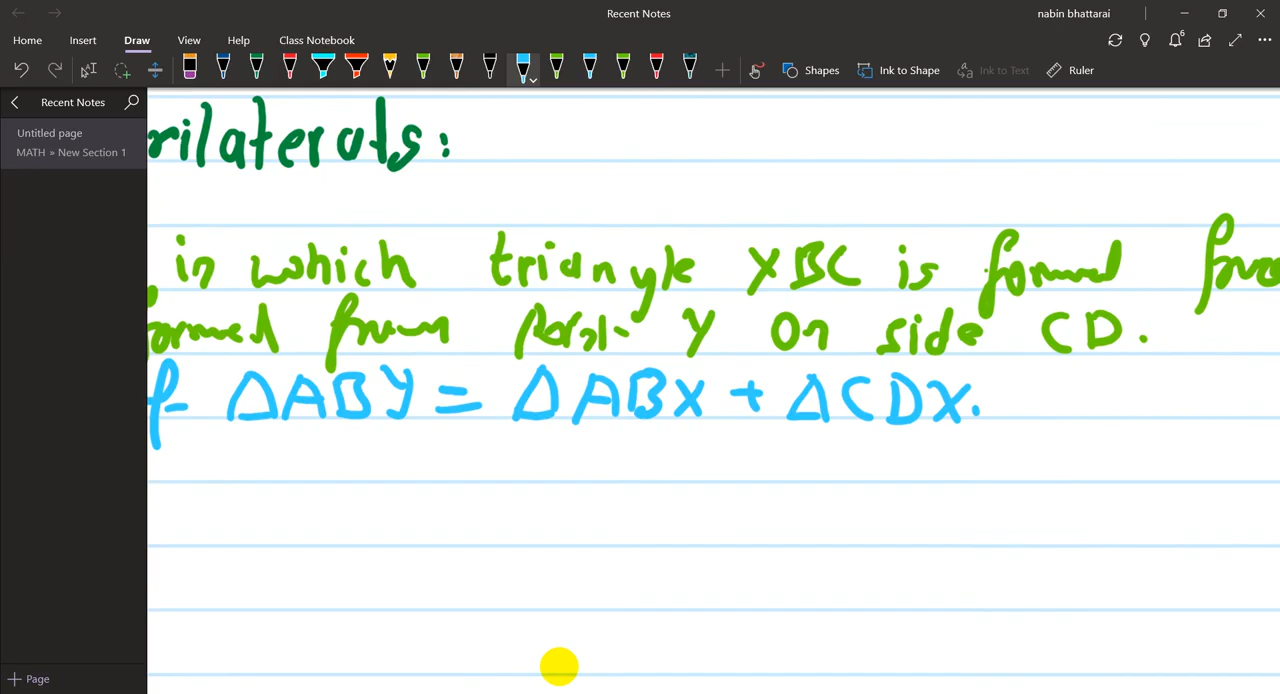 Recent Notes
nabin bhattarai
Home Insert Draw View Help Class Notebook
6
Shapes Ink to Shape Ink to Text Ruler
Recent Notes
Untitled page
MATH » New Section 1
rilaterals:
in which triangle XBC is formed
ormed from Y on side CD.
f ΔABY = ΔABX + ΔCDX.
Page